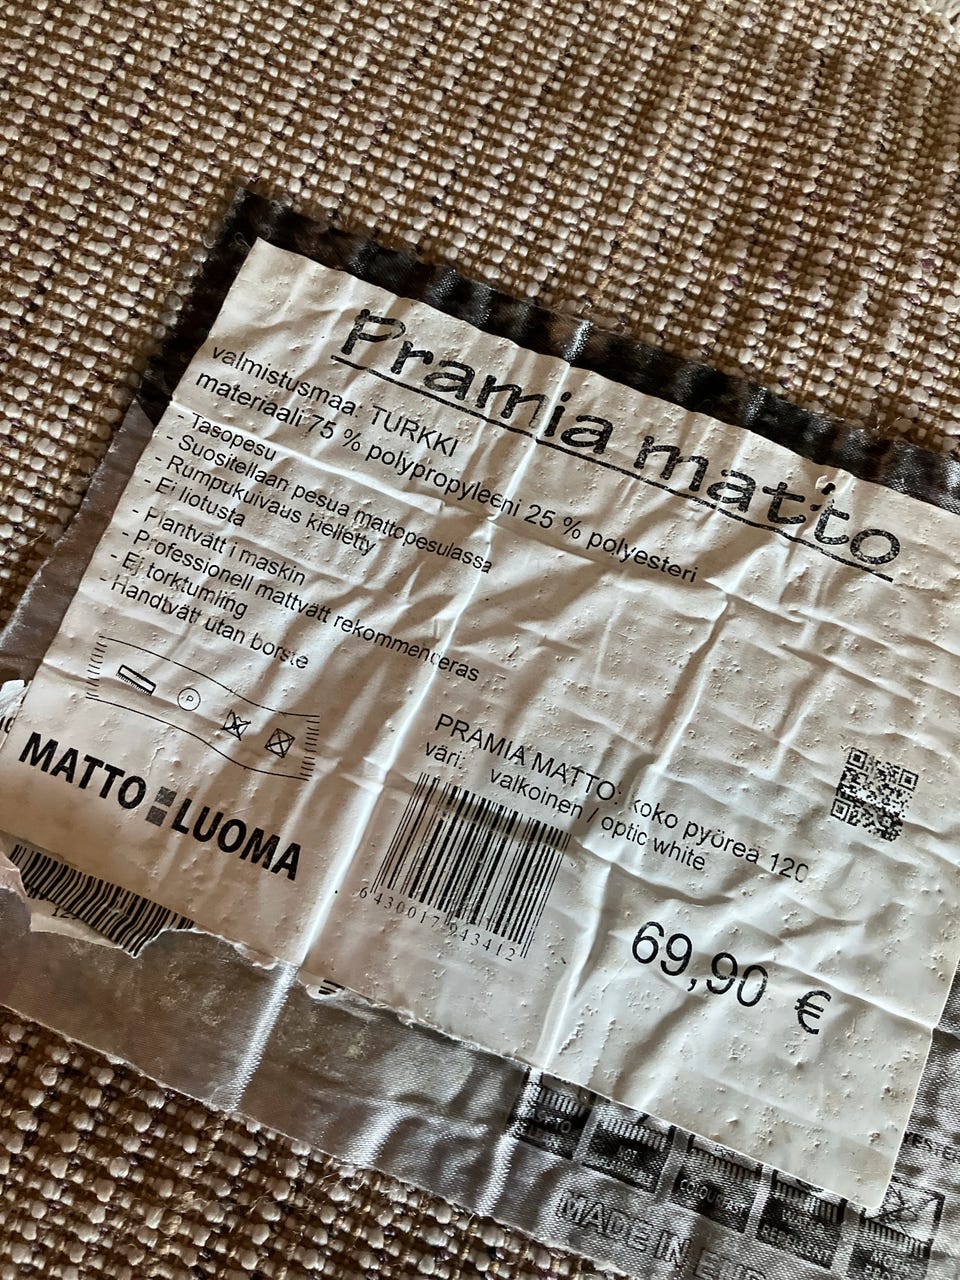 Pramia matto
valmistusmaa: TURKKI
materiaali 75 % polypropyleeni 25 % polyesteri
- Tasopesu
- Suositellaan pesua mattopesulassa
- Rumpukuivaus kielletty
- Ei liotusta
- Plantvätt i maskin
- Professionell mattvätt rekommenderas
- Ej torktumling
- Handtvätt utan borste
P
MATTO LUOMA
PRAMIA MATTO: koko pyörea 120
väri: valkoinen / optic white
6430017943412
69,90 €
MADE IN